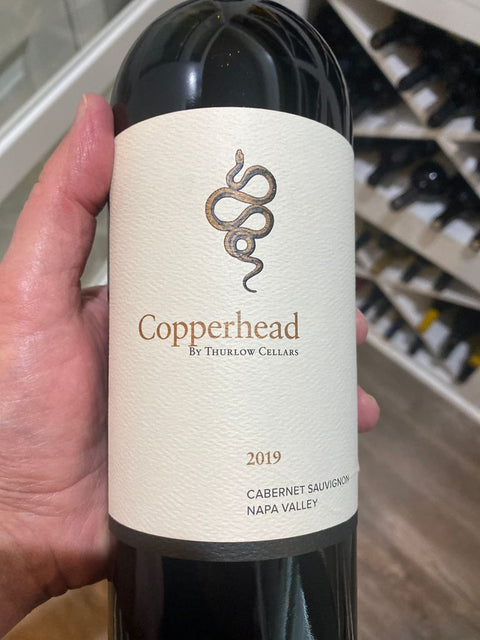 Copperhead
By Thurlow Cellars
2019
CABERNET SAUVIGNON
NAPA VALLEY